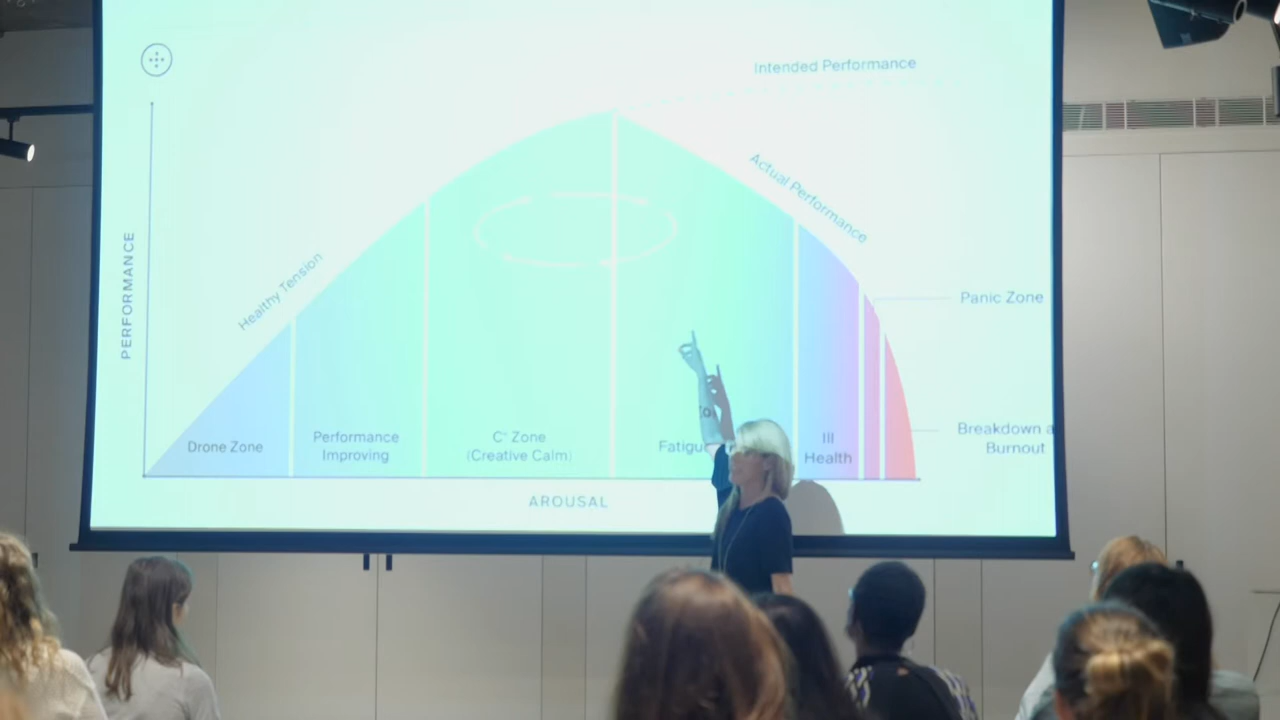 Intended Performance
Actual Performance
PERFORMANCE
Healthy Tension
Panic Zone
Drone Zone
Performance
Improving
C+ Zone
(Creative Calm)
Ill
Health
Breakdown
Burnout
AROUSAL